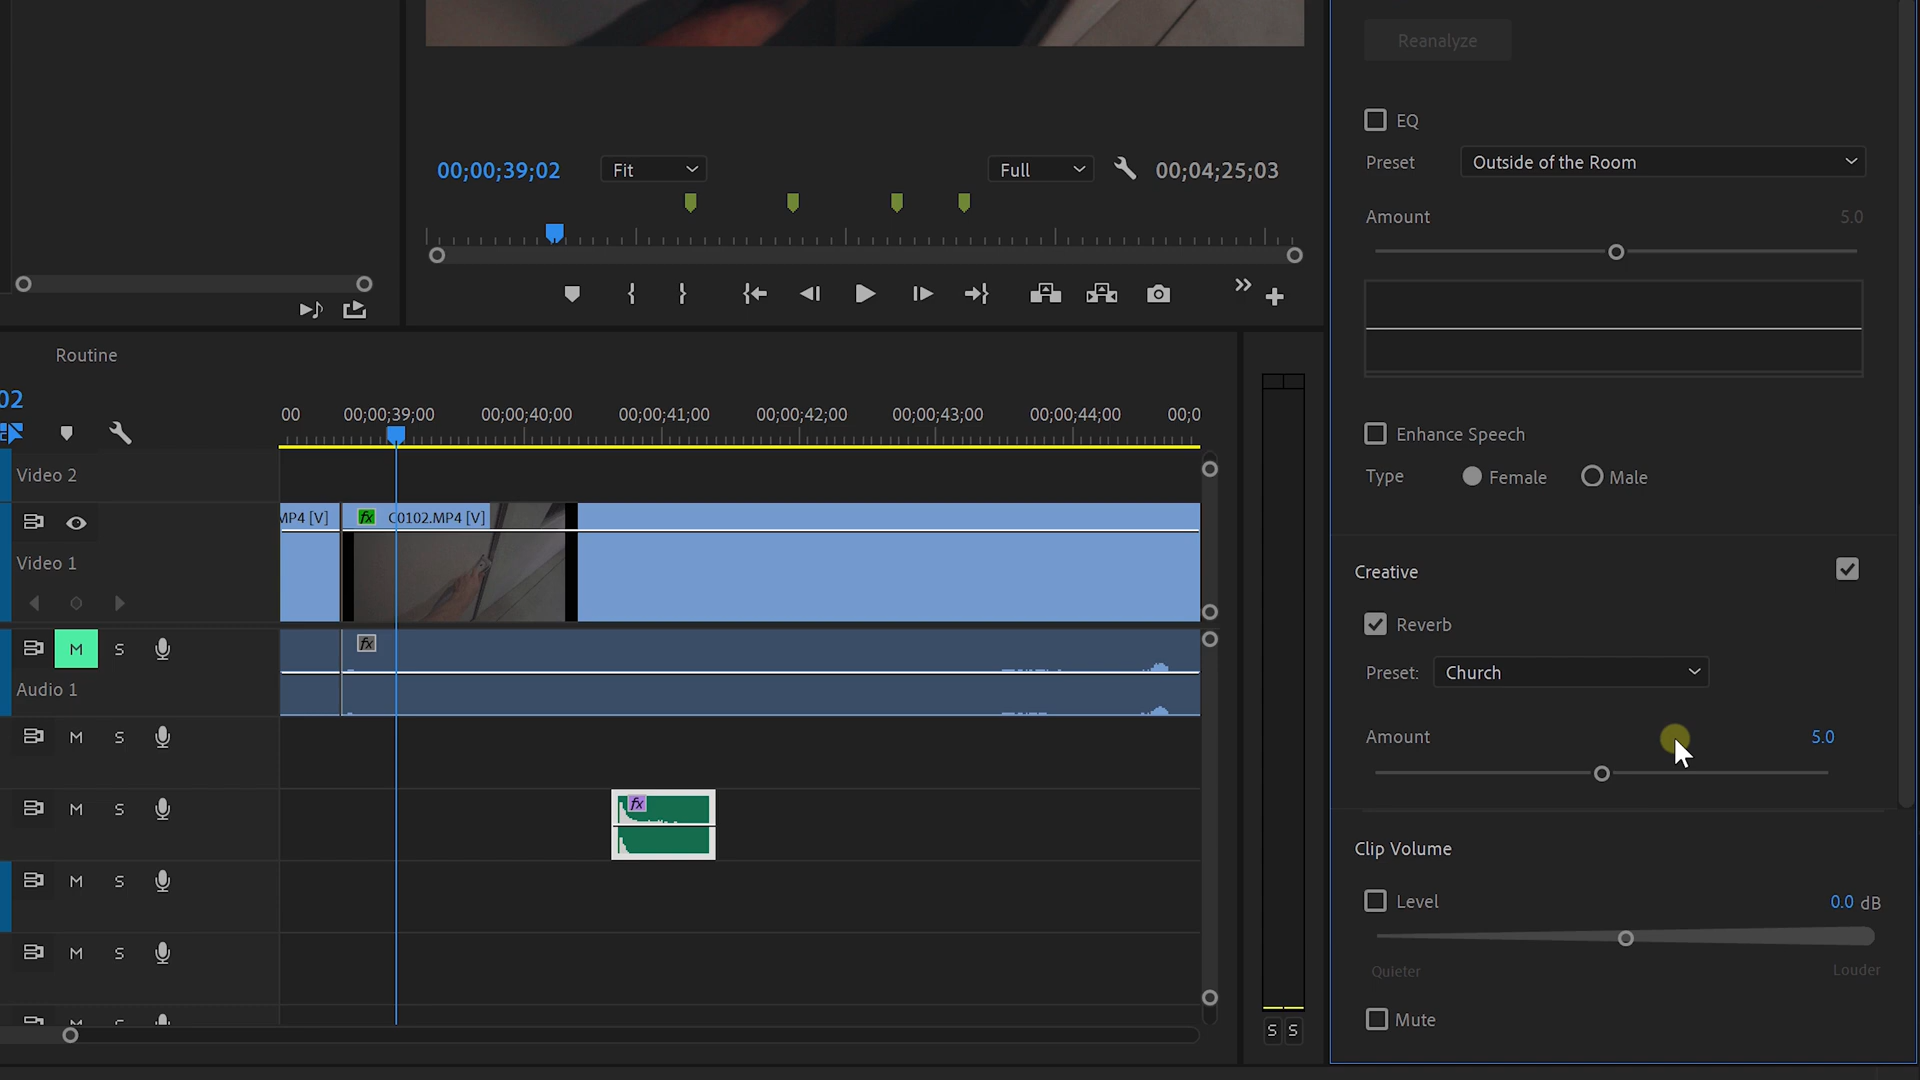 Reanalyze
EQ
Preset Outside of the Room
Amount 5.0
00;00;39;02 Fit Full 00;04;25;03
Enhance Speech
Type Female Male
Creative
Reverb
Preset: Church
Amount 5.0
Clip Volume
Level 0.0 dB
Quieter Louder
Mute
Routine
02
00 00;00;39;00 00;00;40;00 00;00;41;00 00;00;42;00 00;00;43;00 00;00;44;00 00;0
Video 2
MP4 [V] fx C0102.MP4 [V]
Video 1
M S fx
Audio 1
M S
M S fx
M S
M S
S S